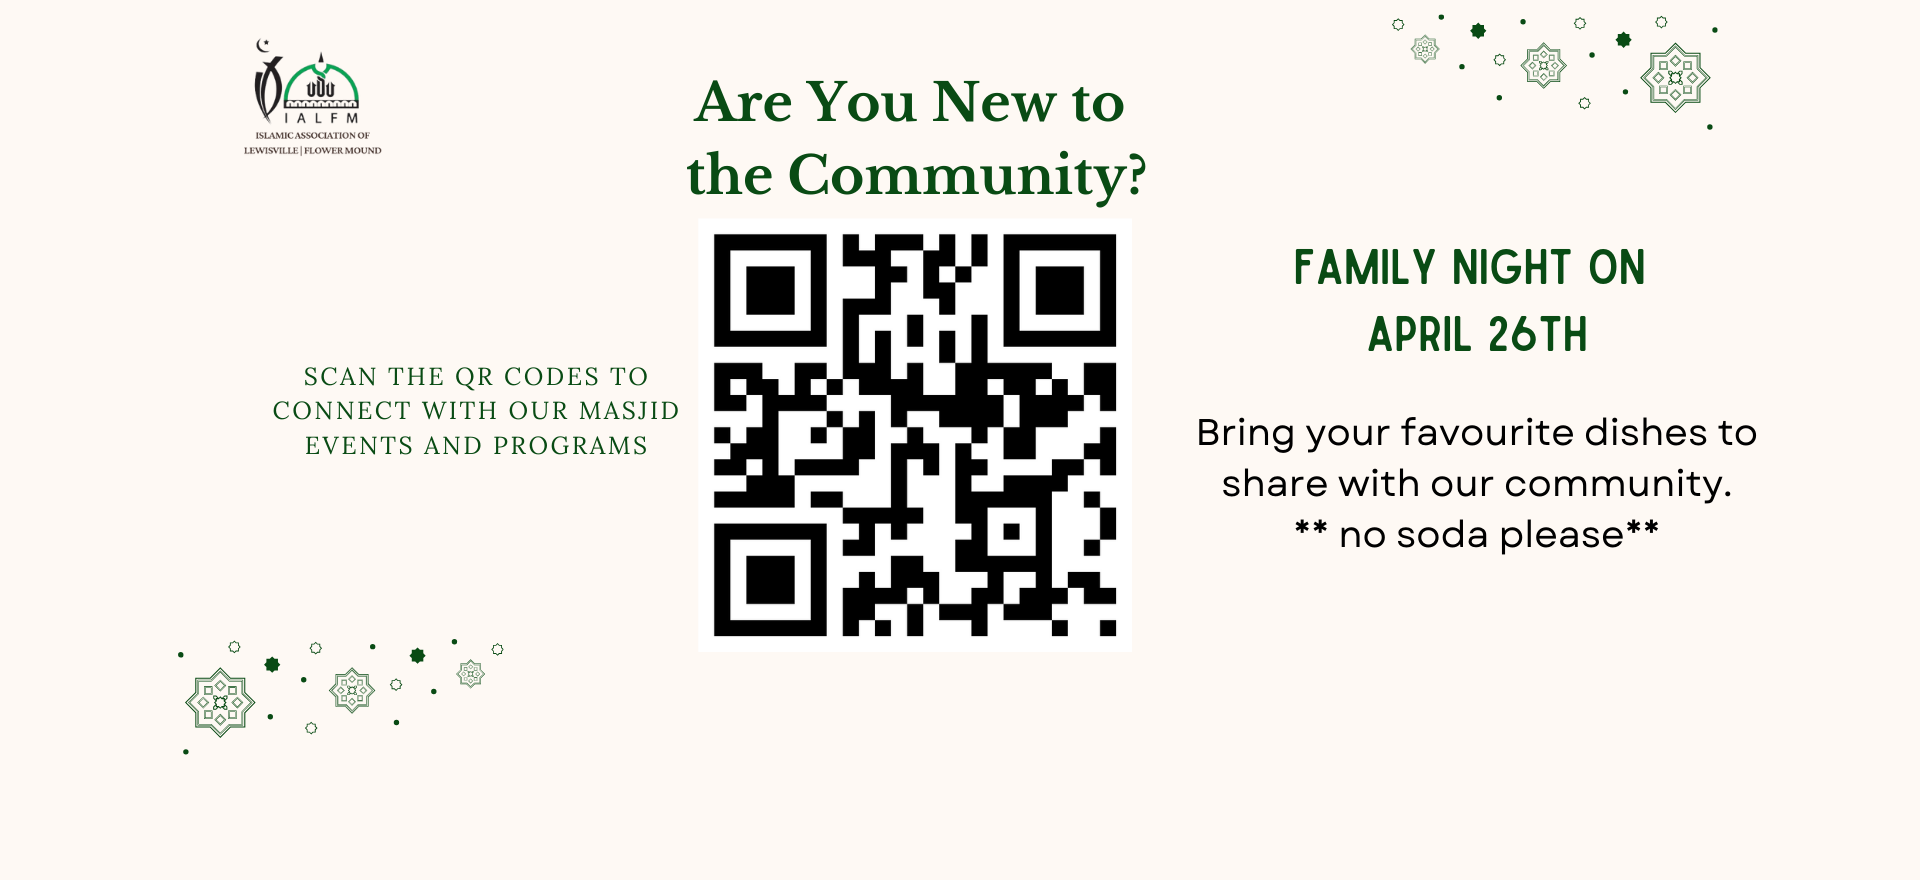 IALFM
ISLAMIC ASSOCIATION OF
LEWISVILLE | FLOWER MOUND
Are You New to
the Community?
SCAN THE QR CODES TO
CONNECT WITH OUR MASJID
EVENTS AND PROGRAMS
FAMILY NIGHT ON
APRIL 26TH
Bring your favourite dishes to
share with our community.
** no soda please**